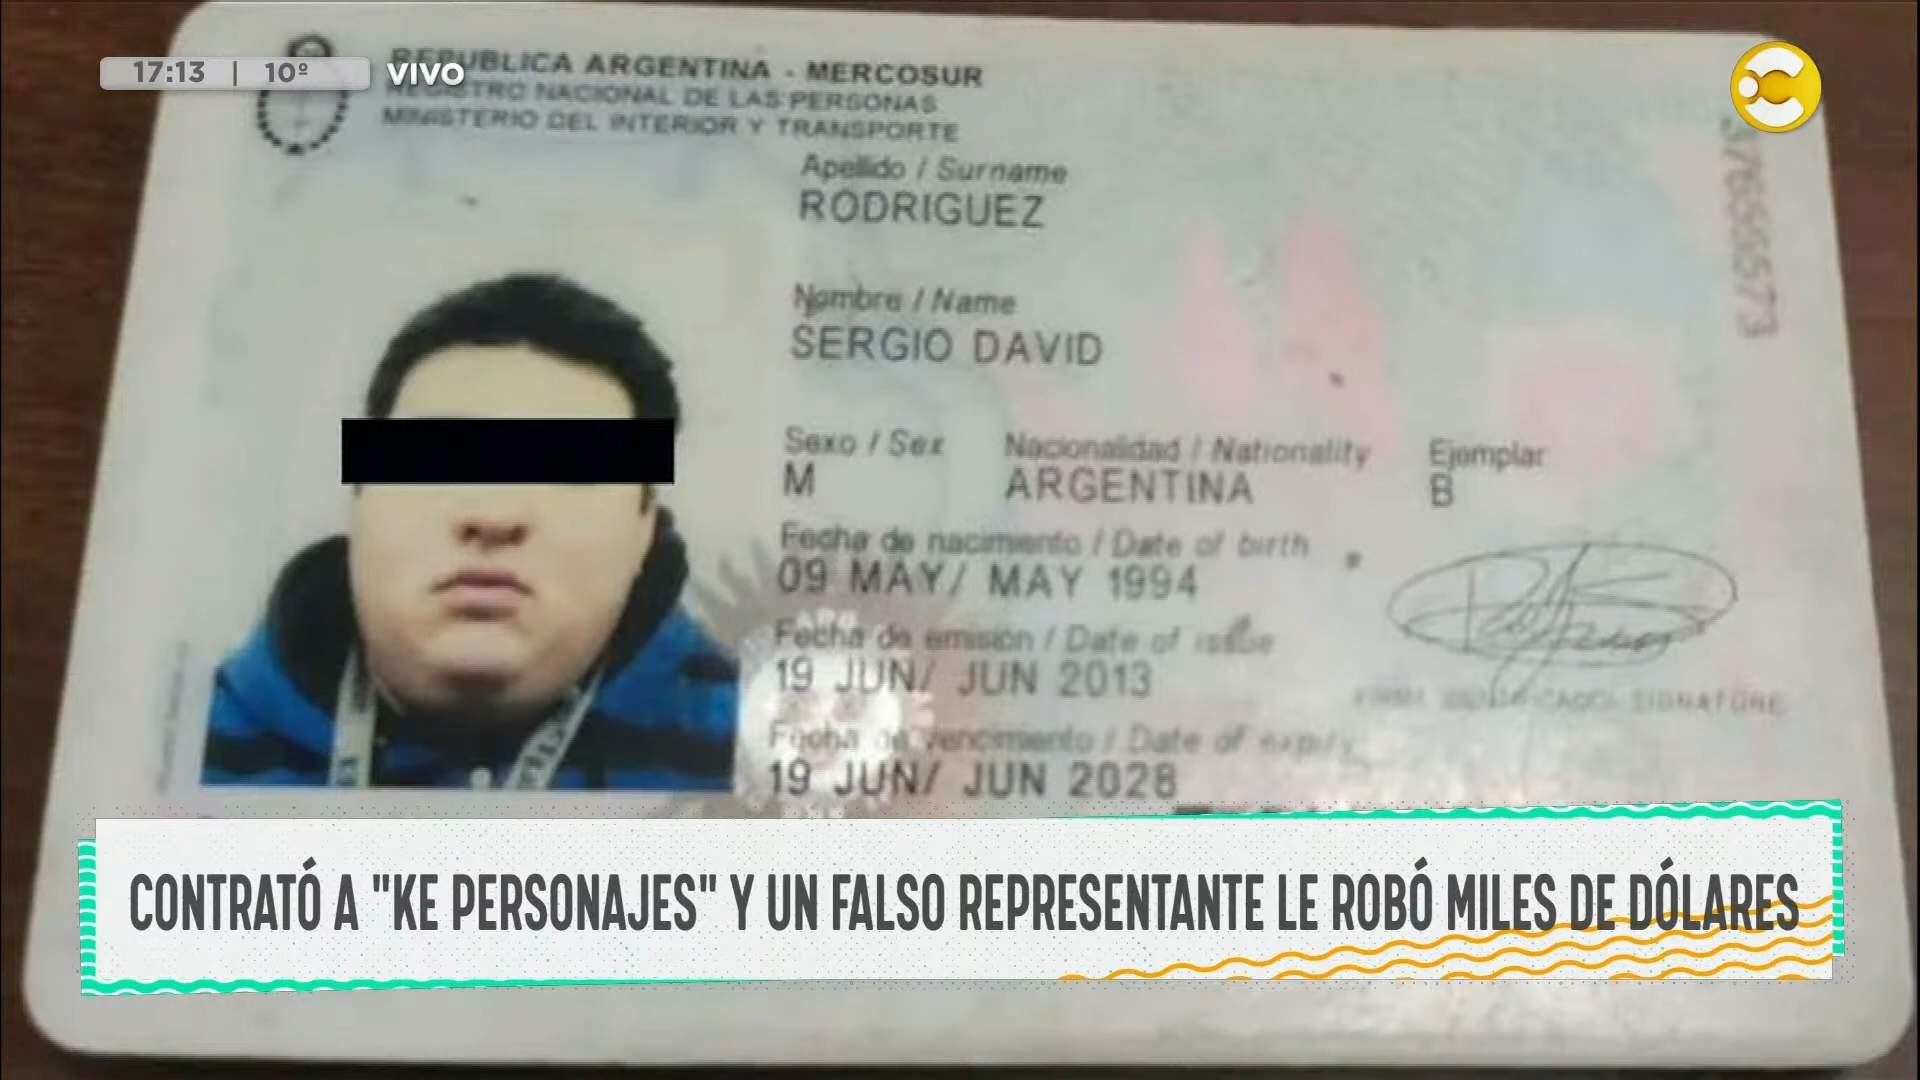 17:13 | 10º VIVO
REPUBLICA ARGENTINA - MERCOSUR
REGISTRO NACIONAL DE LAS PERSONAS
MINISTERIO DEL INTERIOR Y TRANSPORTE
Apellido / Surname
RODRIGUEZ
Nombre / Name
SERGIO DAVID
Sexo / Sex Nacionalidad / Nationality Ejemplar
M ARGENTINA B
Fecha de nacimiento / Date of birth
09 MAY/ MAY 1994
Fecha de emisión / Date of issue
19 JUN/ JUN 2013
Fecha de vencimiento / Date of expiry
19 JUN/ JUN 2028
SIGNATURE
CONTRATÓ A "KE PERSONAJES" Y UN FALSO REPRESENTANTE LE ROBÓ MILES DE DÓLARES